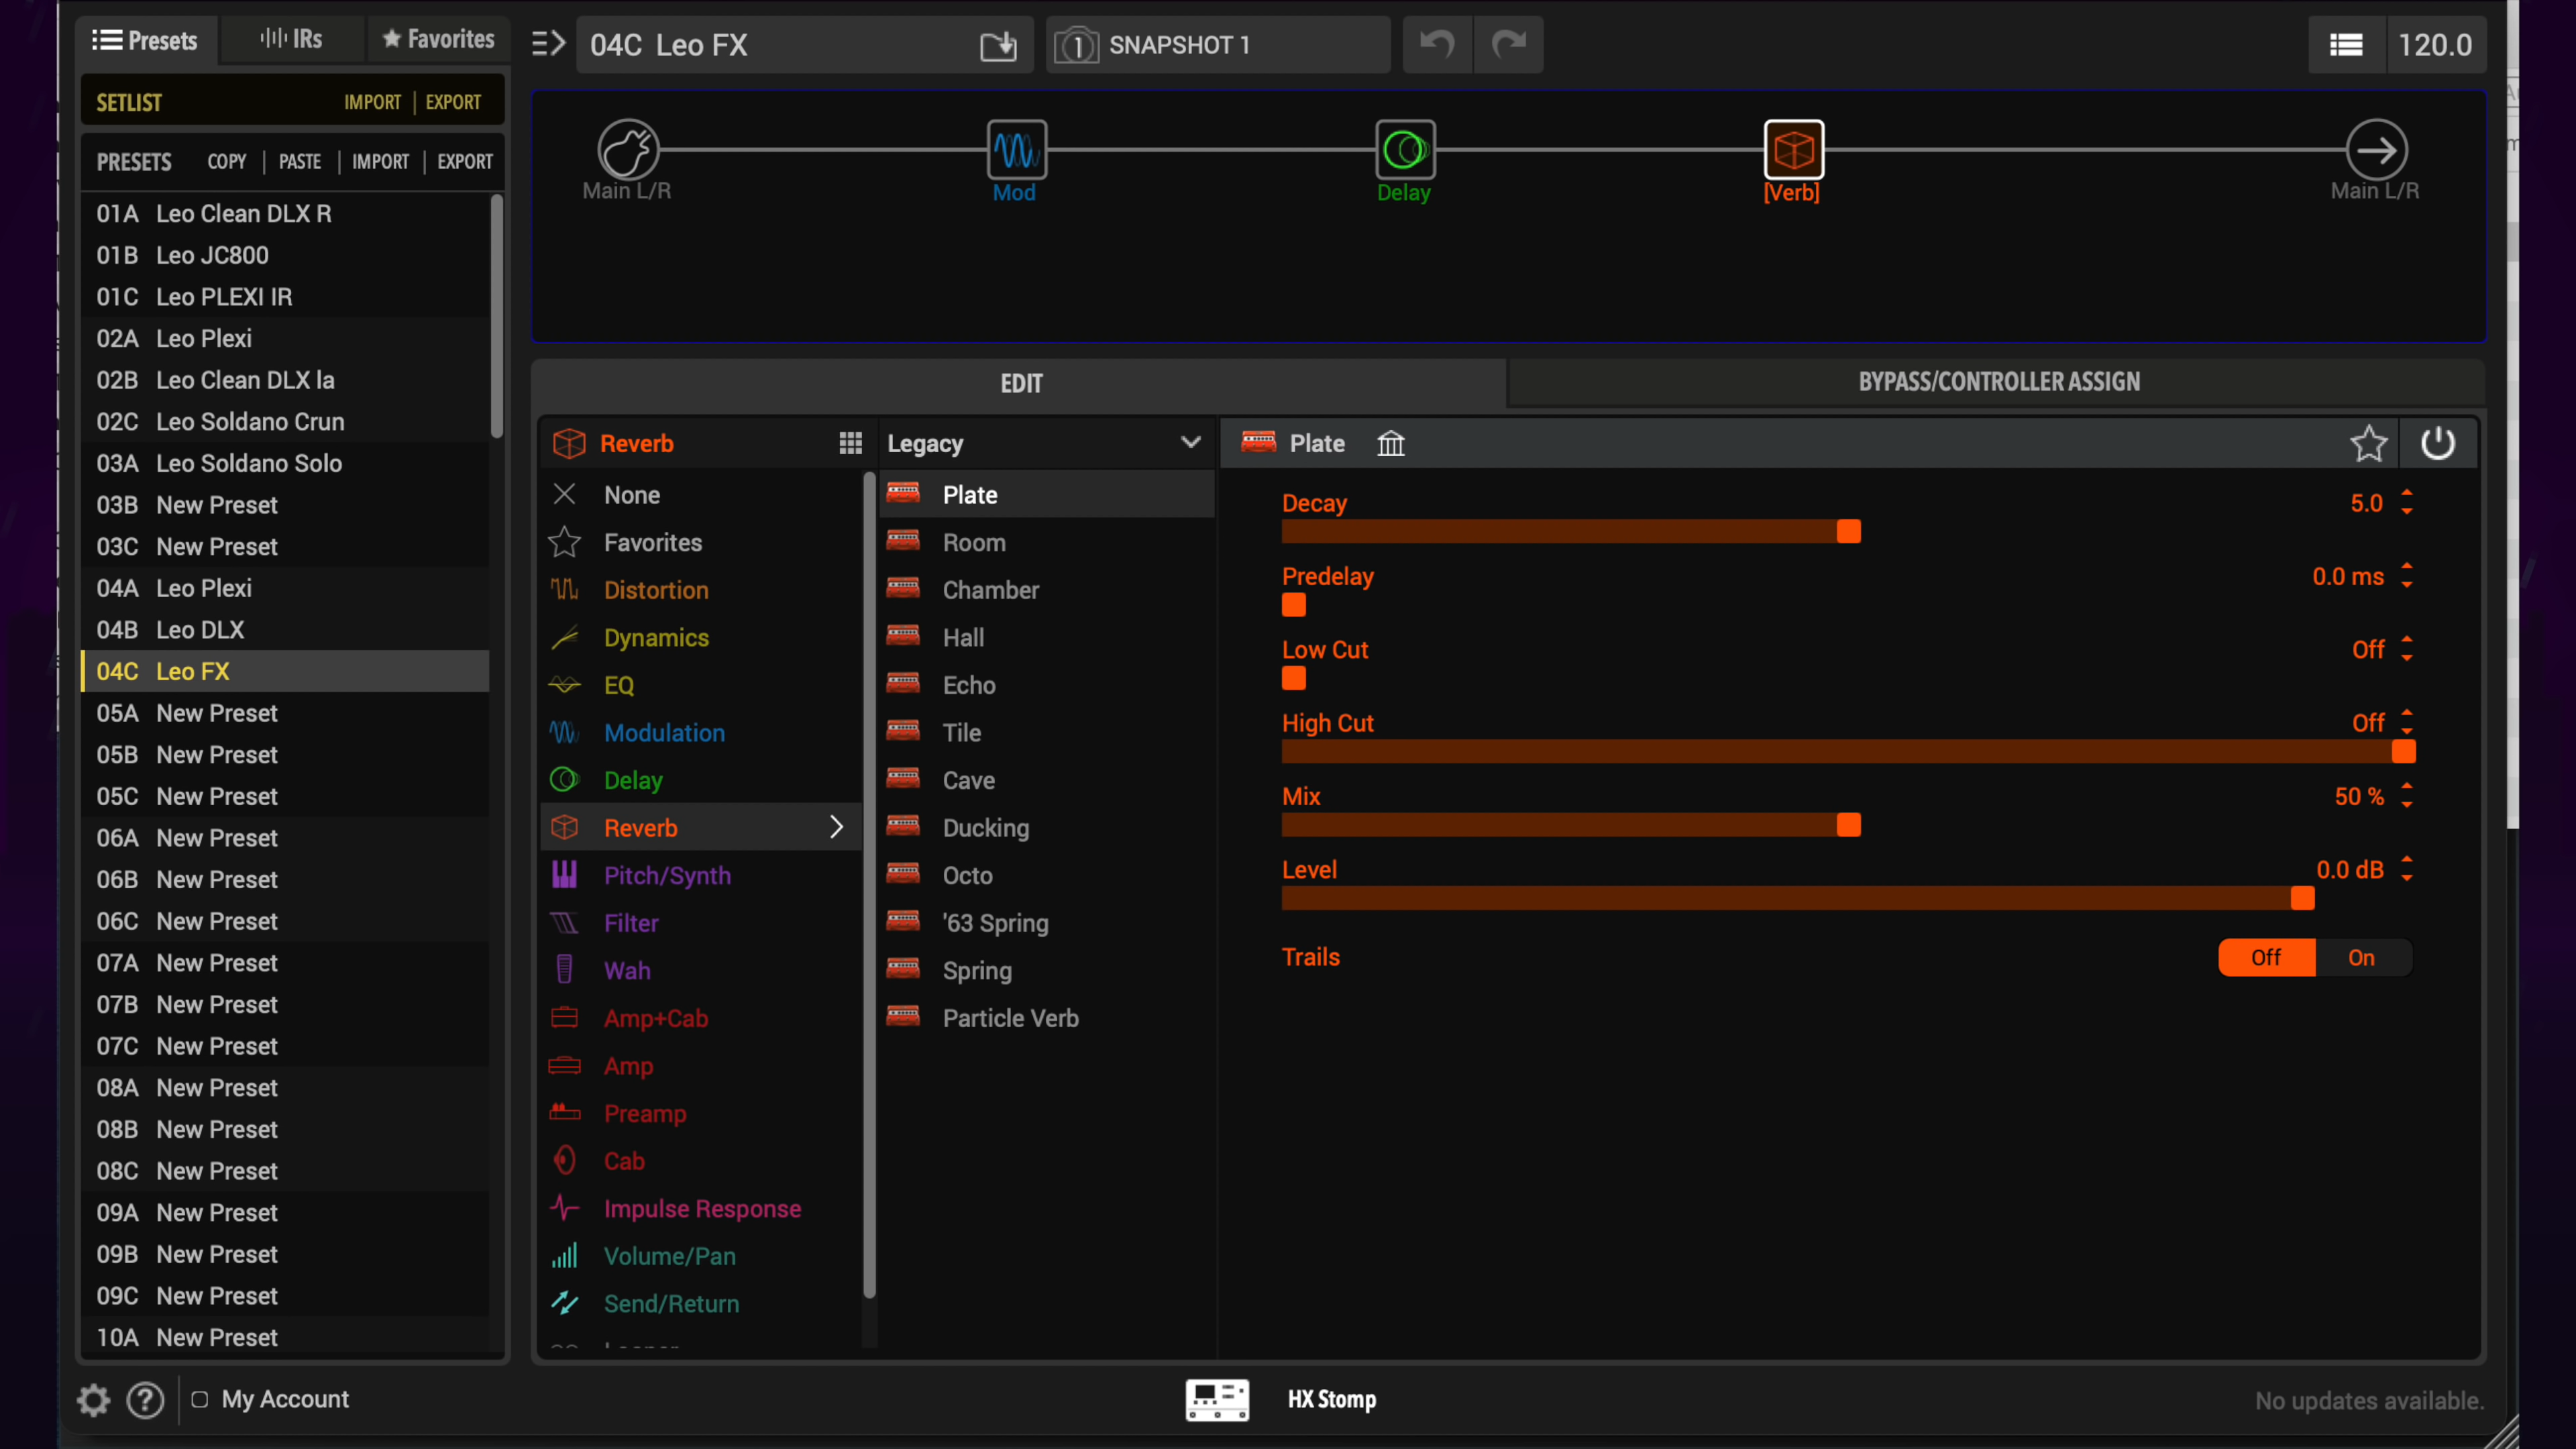 Presets
IRs
Favorites
04C Leo FX
1 SNAPSHOT 1
120.0
SETLIST IMPORT | EXPORT
PRESETS COPY | PASTE | IMPORT | EXPORT
01A Leo Clean DLX R
01B Leo JC800
01C Leo PLEXI IR
02A Leo Plexi
02B Leo Clean DLX la
02C Leo Soldano Crun
03A Leo Soldano Solo
03B New Preset
03C New Preset
04A Leo Plexi
04B Leo DLX
04C Leo FX
05A New Preset
05B New Preset
05C New Preset
06A New Preset
06B New Preset
06C New Preset
07A New Preset
07B New Preset
07C New Preset
08A New Preset
08B New Preset
08C New Preset
09A New Preset
09B New Preset
09C New Preset
10A New Preset
Main L/R
Mod
Delay
[Verb]
Main L/R
EDIT
BYPASS/CONTROLLER ASSIGN
Reverb
None
Favorites
Distortion
Dynamics
EQ
Modulation
Delay
Reverb
Pitch/Synth
Filter
Wah
Amp+Cab
Amp
Preamp
Cab
Impulse Response
Volume/Pan
Send/Return
Legacy
Plate
Room
Chamber
Hall
Echo
Tile
Cave
Ducking
Octo
'63 Spring
Spring
Particle Verb
Plate
Decay 5.0
Predelay 0.0 ms
Low Cut Off
High Cut Off
Mix 50 %
Level 0.0 dB
Trails Off On
? My Account
HX Stomp
No updates available.